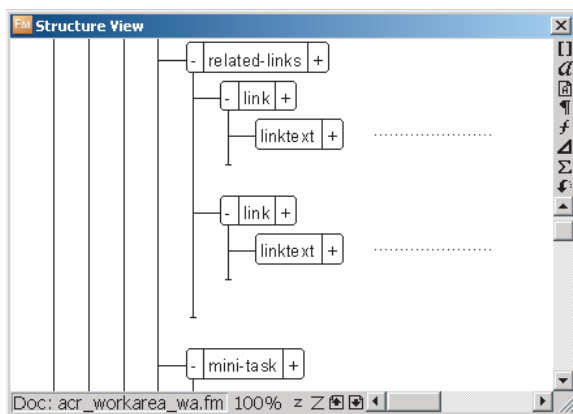 FM Structure View
- related-links +
- link +
linktext +
- link +
linktext +
- mini-task +
Doc: acr_workarea_wa.fm 100% z Z